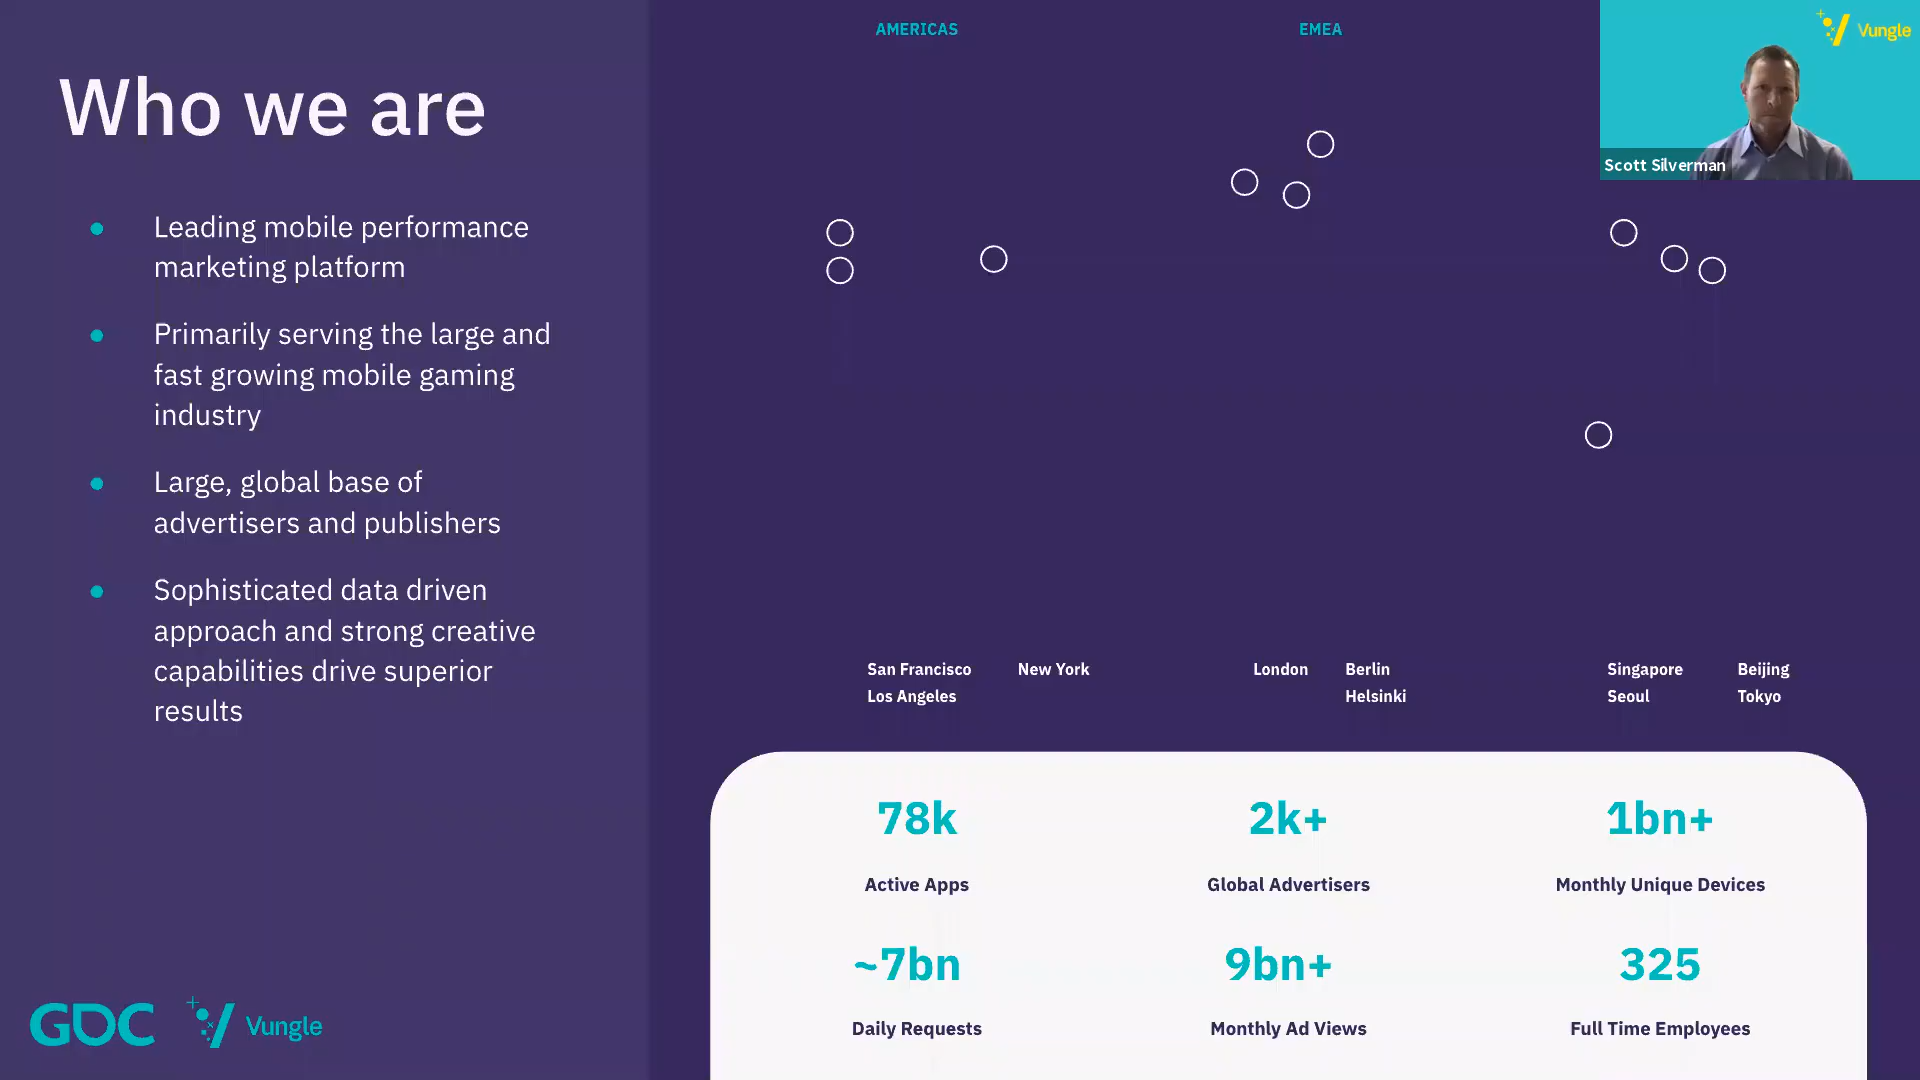 Who we are
Leading mobile performance
marketing platform
Primarily serving the large and
fast growing mobile gaming
industry
Large, global base of
advertisers and publishers
Sophisticated data driven
approach and strong creative
capabilities drive superior
results
GDC Vungle
AMERICAS EMEA
Vungle
Scott Silverman
San Francisco New York London Berlin Singapore Beijing
Los Angeles Helsinki Seoul Tokyo
78k 2k+ 1bn+
Active Apps Global Advertisers Monthly Unique Devices
~7bn 9bn+ 325
Daily Requests Monthly Ad Views Full Time Employees